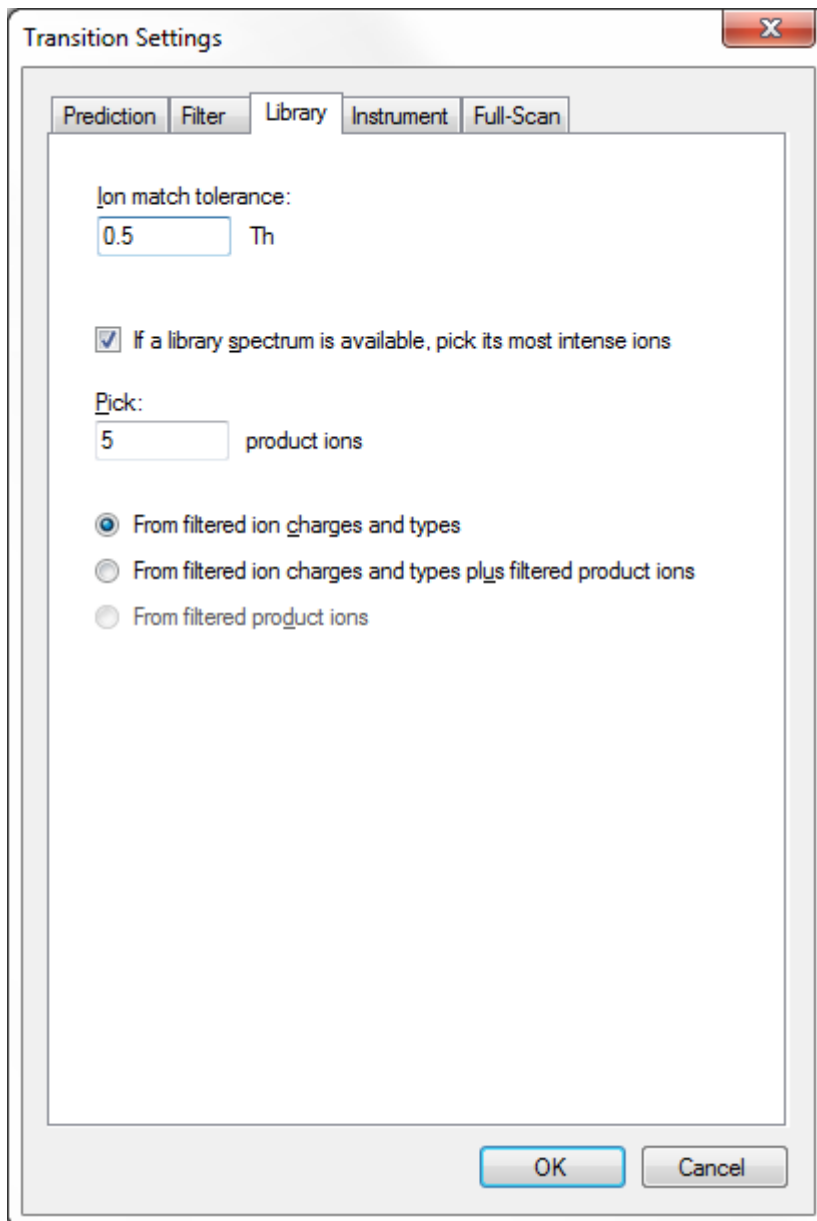 Transition Settings
Prediction Filter Library Instrument Full-Scan
Ion match tolerance:
0.5 Th
If a library spectrum is available, pick its most intense ions
Pick:
5 product ions
From filtered ion charges and types
From filtered ion charges and types plus filtered product ions
From filtered product ions
OK Cancel